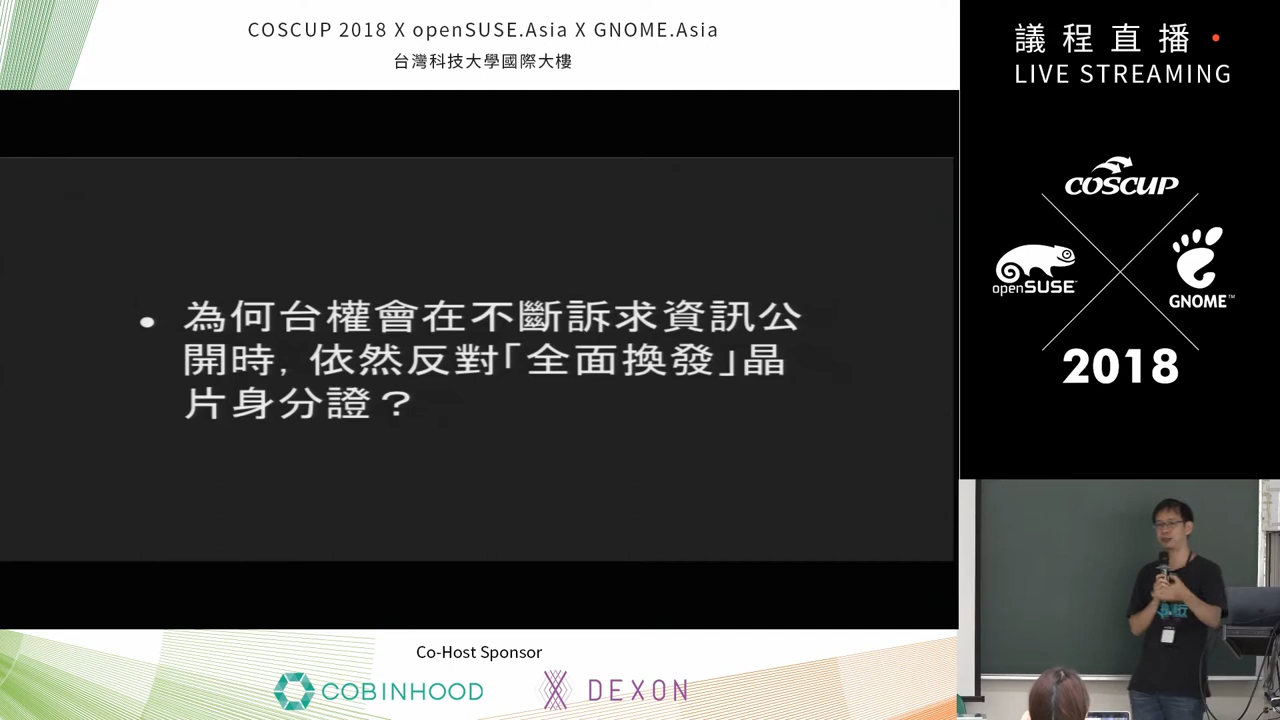 COSCUP 2018 X openSUSE.Asia X GNOME.Asia
台灣科技大學國際大樓
為何台權會在不斷訴求資訊公
開時，依然反對「全面換發」晶
片身分證？
Co-Host Sponsor
COBINHOOD
DEXON
議程直播
LIVE STREAMING
COSCUP
openSUSE
GNOME™
2018